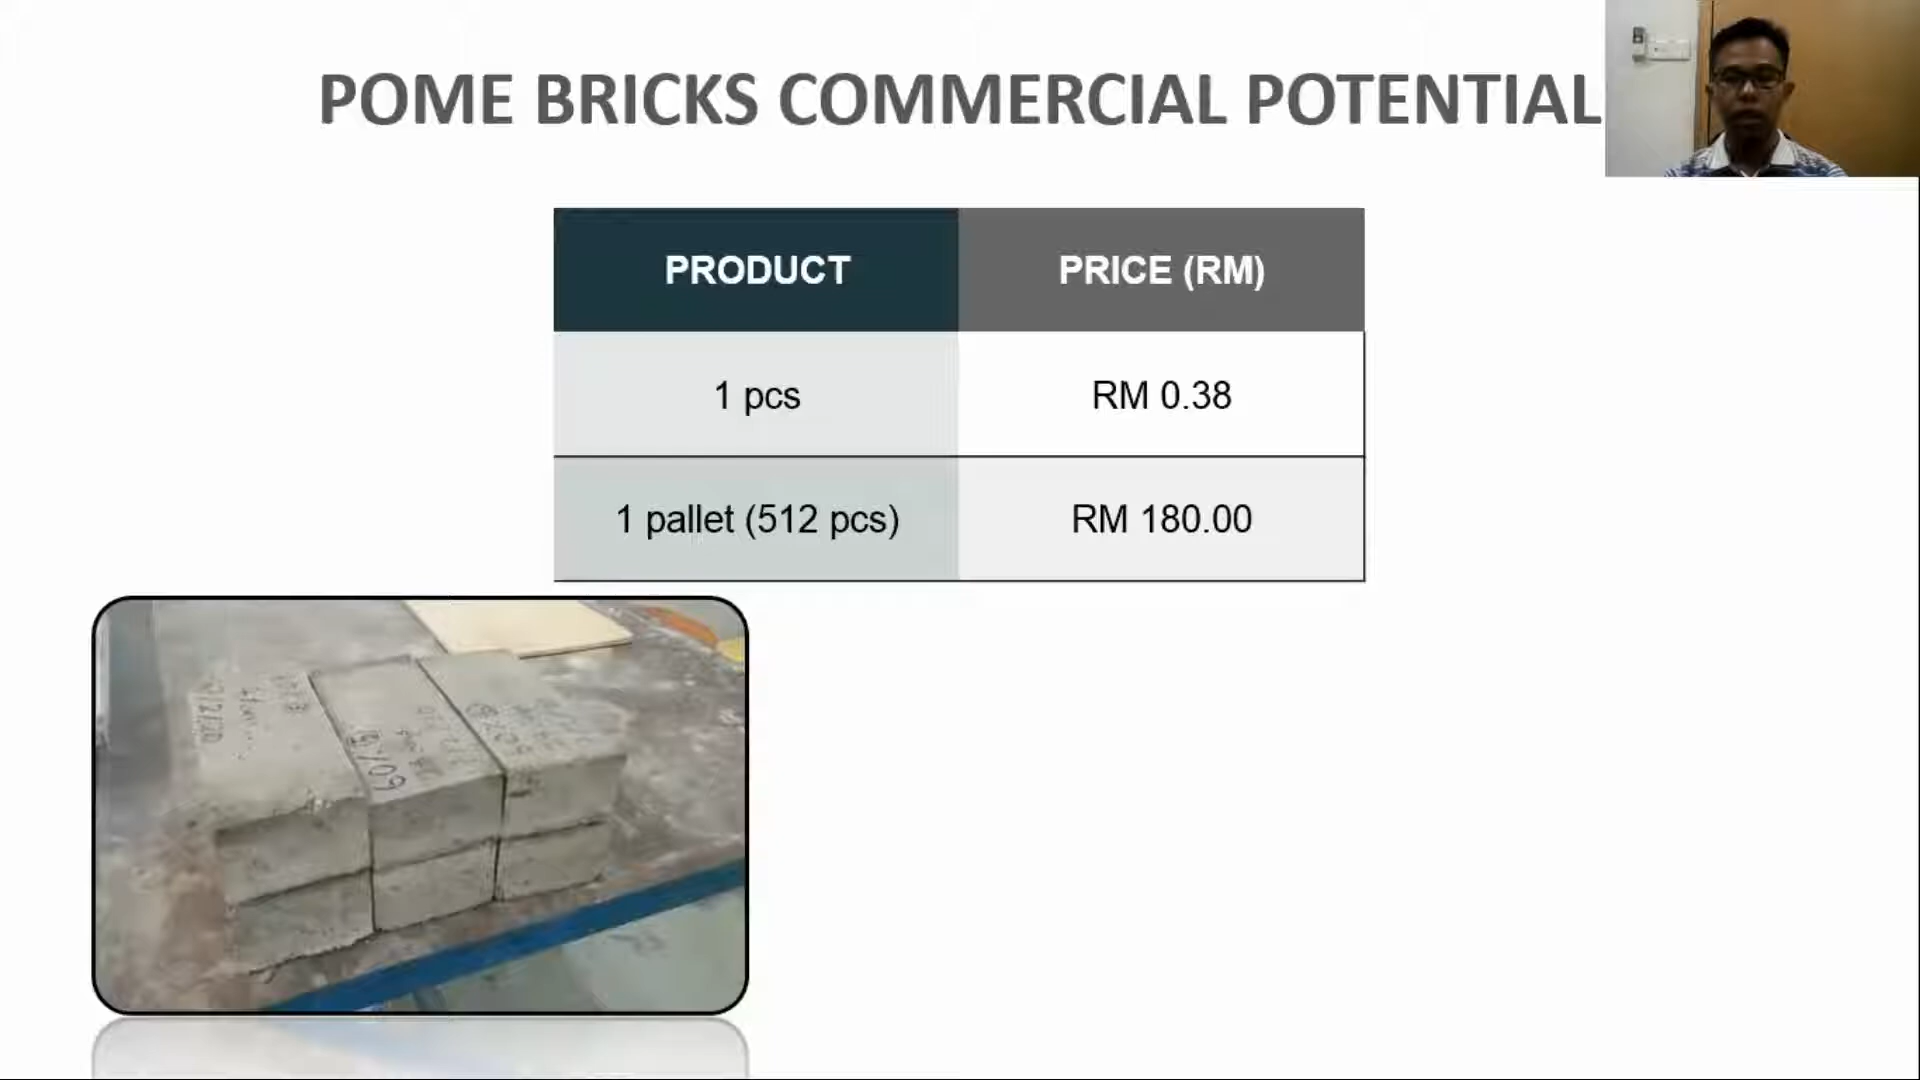 POME BRICKS COMMERCIAL POTENTIAL
PRODUCT PRICE (RM)
1 pcs RM 0.38
1 pallet (512 pcs) RM 180.00
60%